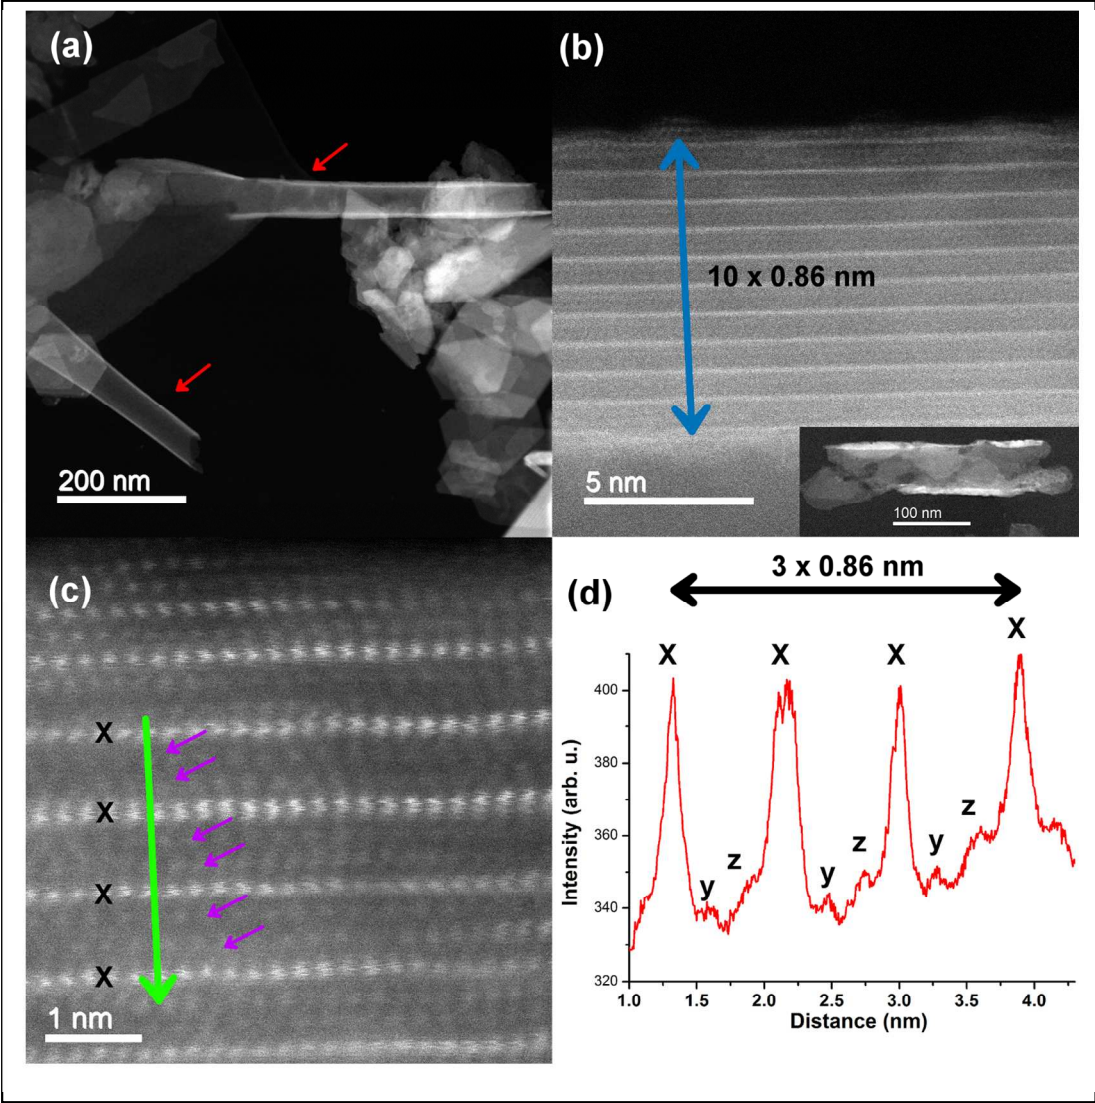 (a)
200 nm
(b)
10 x 0.86 nm
5 nm
100 nm
(c)
X
X
X
X
1 nm
(d)
3 x 0.86 nm
X
X
X
X
y
z
y
z
y
z
400
380
360
340
320
Intensity (arb. u.)
1.0 1.5 2.0 2.5 3.0 3.5 4.0
Distance (nm)